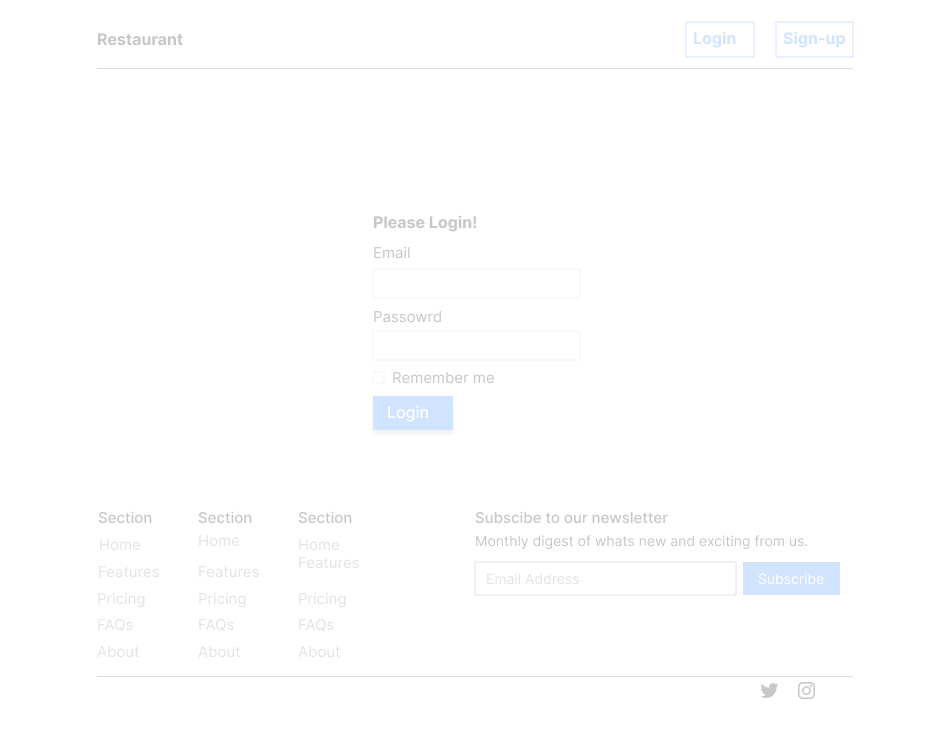 Restaurant
Login
Sign-up
Please Login!
Email
Passowrd
Remember me
Login
Section
Home
Features
Pricing
FAQs
About
Section
Home
Features
Pricing
FAQs
About
Section
Home
Features
Pricing
FAQs
About
Subscibe to our newsletter
Monthly digest of whats new and exciting from us.
Email Address
Subscribe